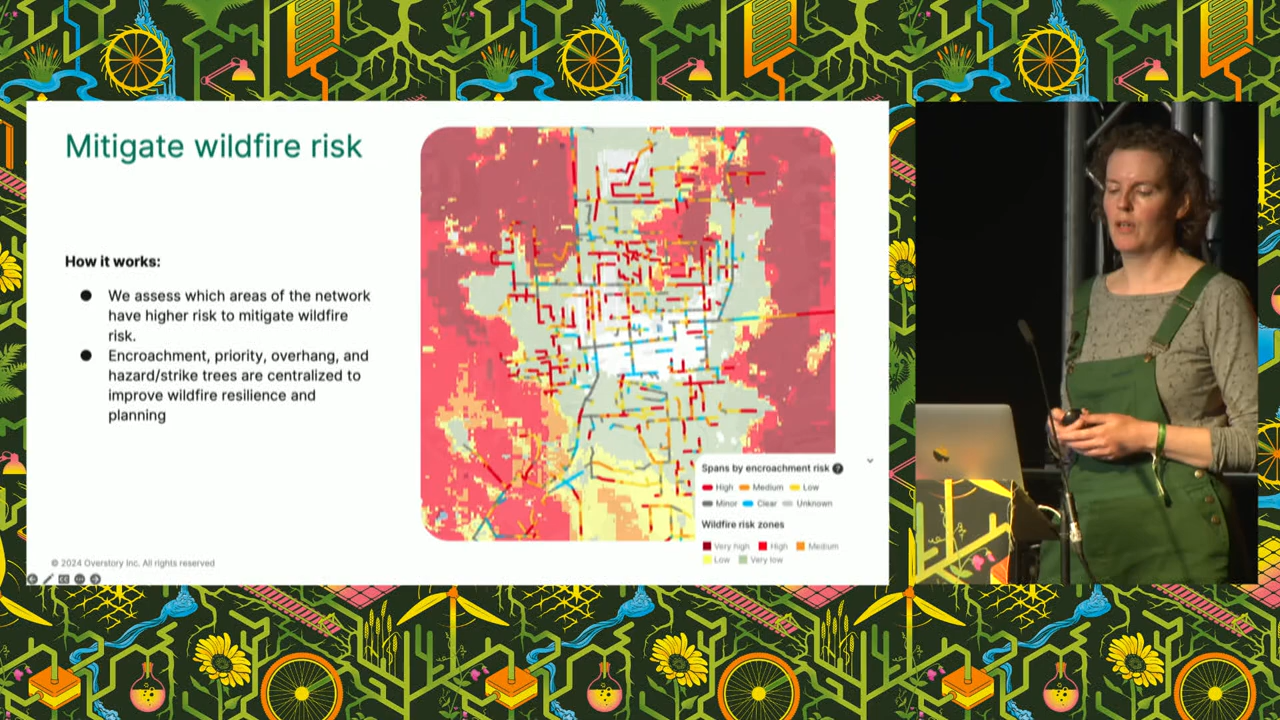 Mitigate wildfire risk
How it works:
● We assess which areas of the network
have higher risk to mitigate wildfire
risk.
● Encroachment, priority, overhang, and
hazard/strike trees are centralized to
improve wildfire resilience and
planning
Spans by encroachment risk ?
High Medium Low
Minor Clear Unknown
Wildfire risk zones
Very high High Medium
Low Very low
© 2024 Overstory Inc. All rights reserved